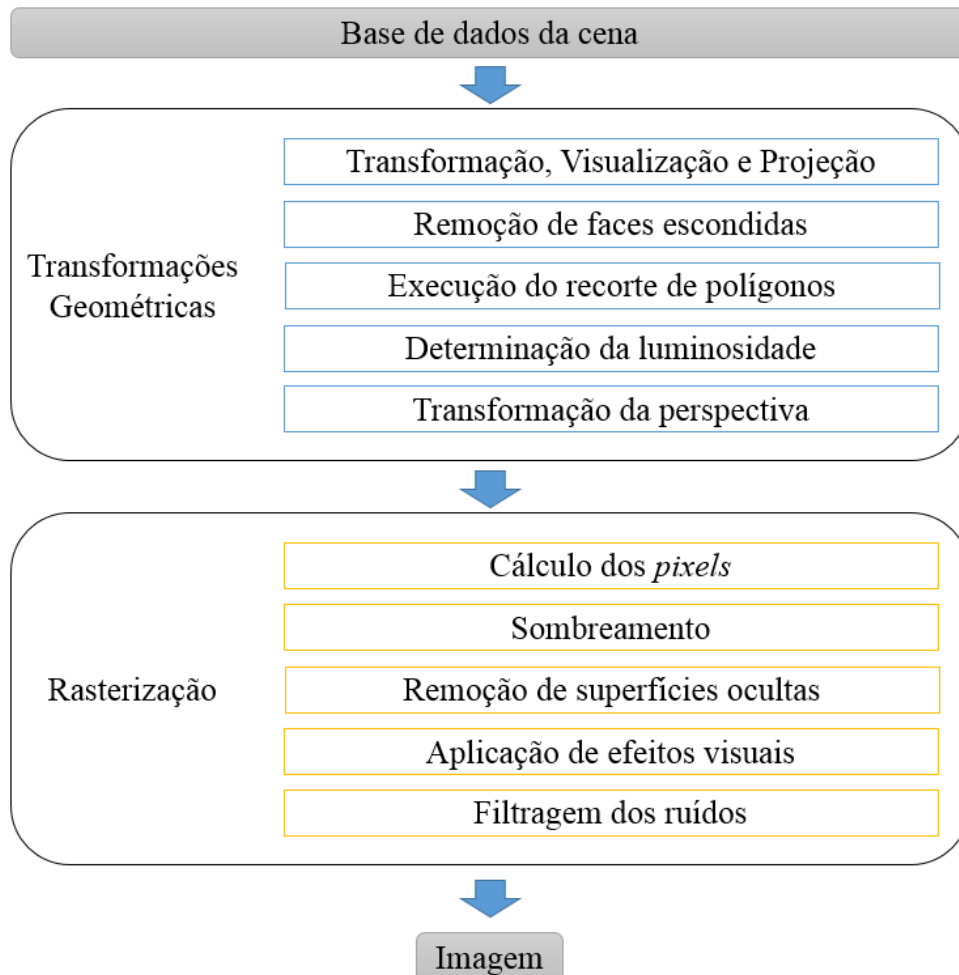 Base de dados da cena
Transformações
Geométricas
Transformação, Visualização e Projeção
Remoção de faces escondidas
Execução do recorte de polígonos
Determinação da luminosidade
Transformação da perspectiva
Rasterização
Cálculo dos pixels
Sombreamento
Remoção de superfícies ocultas
Aplicação de efeitos visuais
Filtragem dos ruídos
Imagem